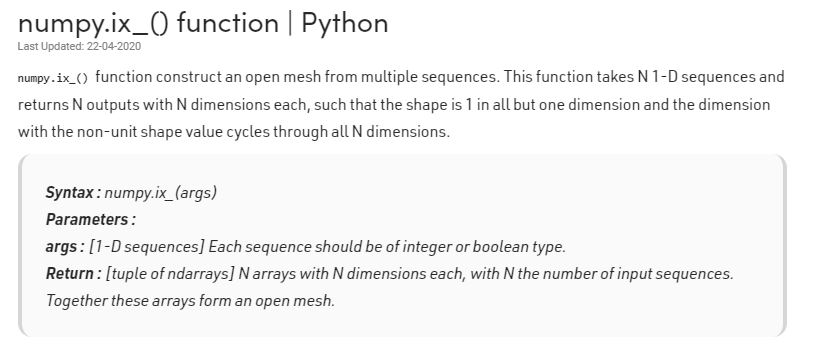 numpy.ix_() function | Python
Last Updated: 22-04-2020
numpy.ix_() function construct an open mesh from multiple sequences. This function takes N 1-D sequences and
returns N outputs with N dimensions each, such that the shape is 1 in all but one dimension and the dimension
with the non-unit shape value cycles through all N dimensions.
Syntax : numpy.ix_(args)
Parameters :
args : [1-D sequences] Each sequence should be of integer or boolean type.
Return : [tuple of ndarrays] N arrays with N dimensions each, with N the number of input sequences.
Together these arrays form an open mesh.